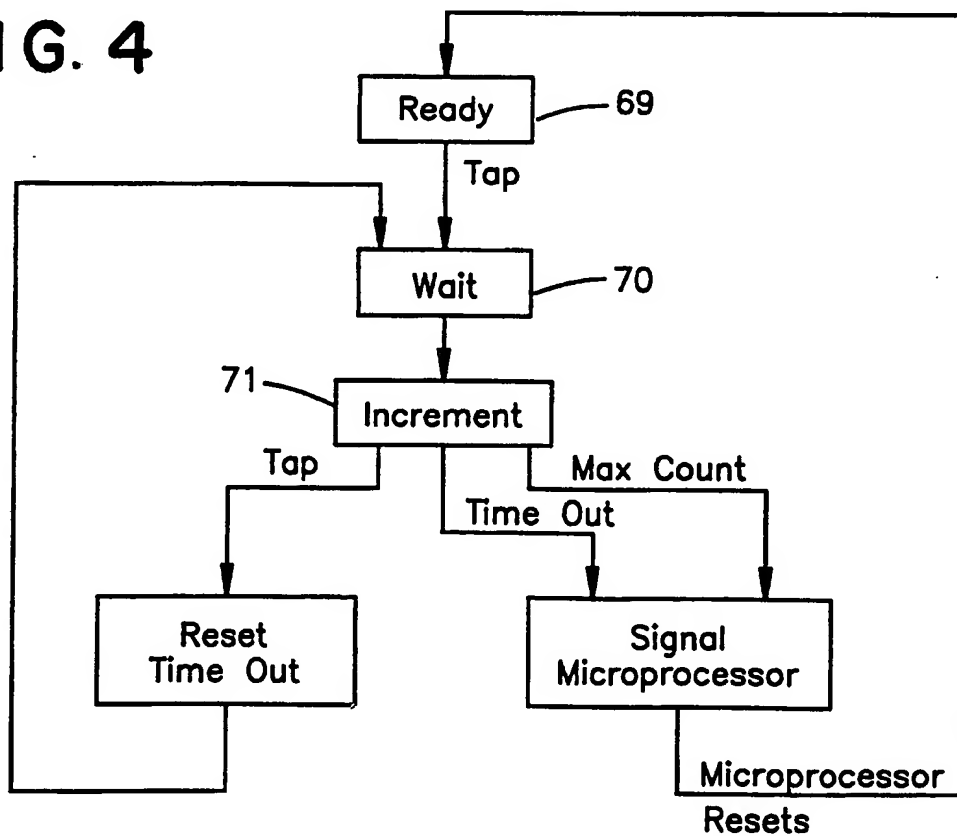 IG. 4
Ready
69
Tap
Wait
70
71
Increment
Tap
Max Count
Time Out
Reset
Time Out
Signal
Microprocessor
Microprocessor
Resets